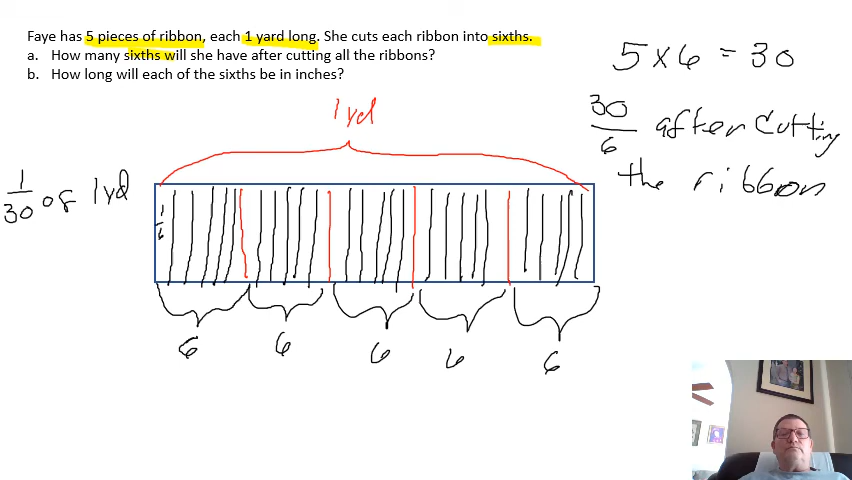 Faye has 5 pieces of ribbon, each 1 yard long. She cuts each ribbon into sixths.
a. How many sixths will she have after cutting all the ribbons?
b. How long will each of the sixths be in inches?
5 x 6 = 30
30/6 after cutting
the ribbon
1 yd
1/30 of 1yd
1/6
6 6 6 6 6